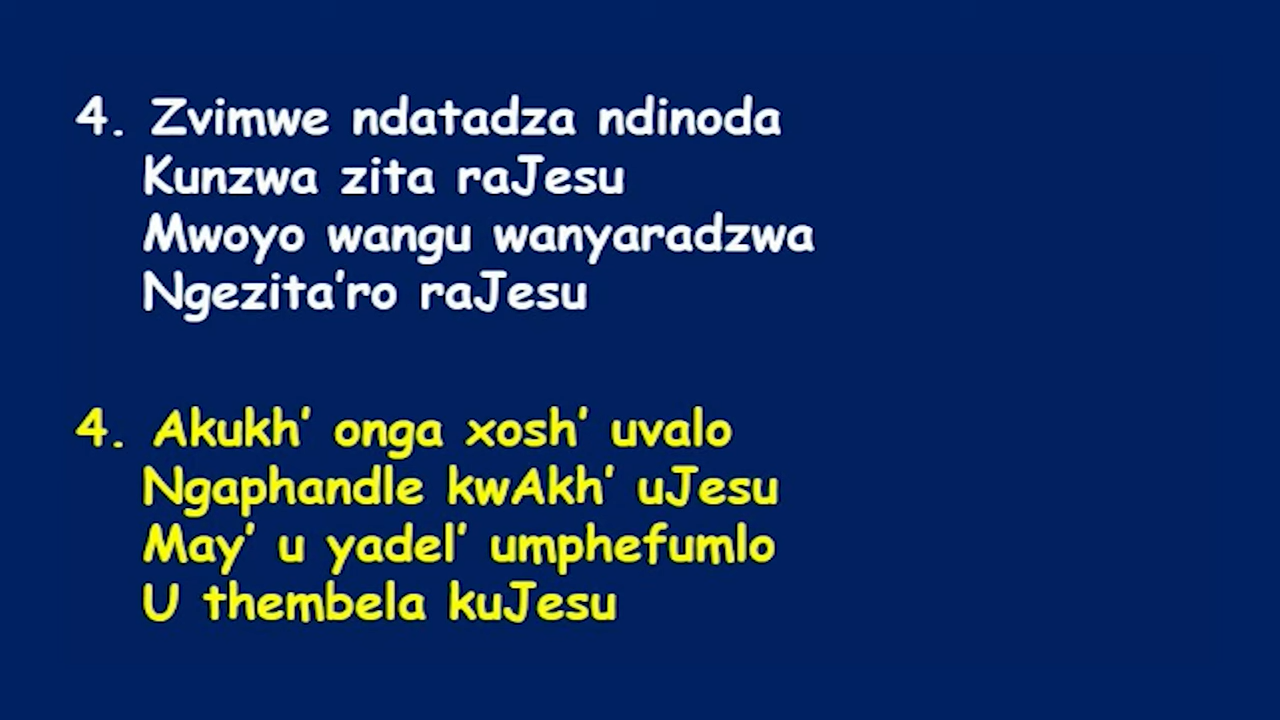 4. Zvimwe ndatadza ndinoda
Kunzwa zita raJesu
Mwoyo wangu wanyaradzwa
Ngezita’ro raJesu
4. Akukh’ onga xosh’ uvalo
Ngaphandle kwAkh’ uJesu
May’ u yadel’ umphefumlo
U thembela kuJesu